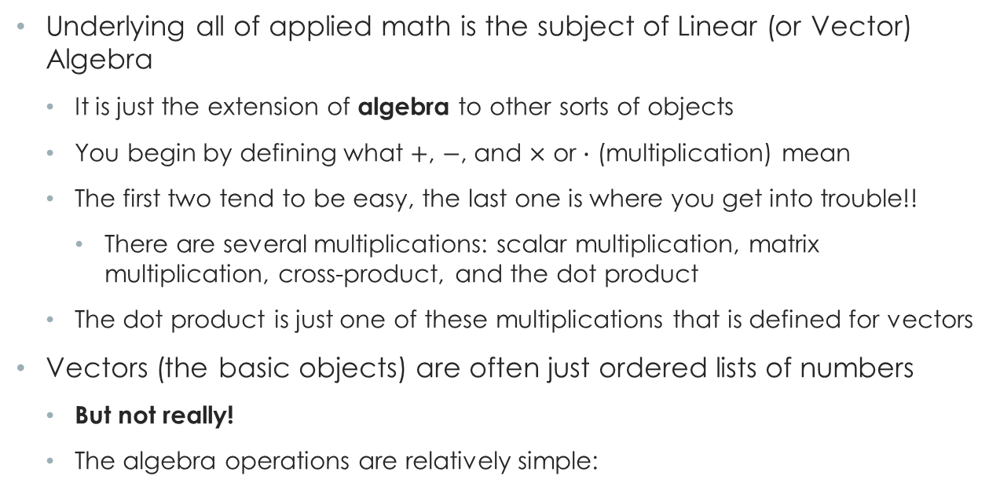 • Underlying all of applied math is the subject of Linear (or Vector)
Algebra
• It is just the extension of algebra to other sorts of objects
• You begin by defining what +, −, and × or · (multiplication) mean
• The first two tend to be easy, the last one is where you get into trouble!!
• There are several multiplications: scalar multiplication, matrix
multiplication, cross-product, and the dot product
• The dot product is just one of these multiplications that is defined for vectors
• Vectors (the basic objects) are often just ordered lists of numbers
• But not really!
• The algebra operations are relatively simple: